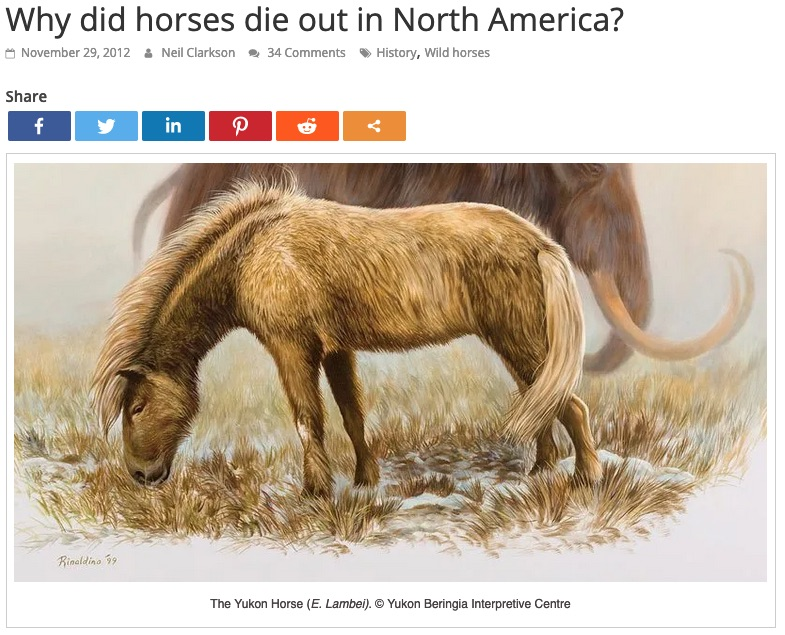 Why did horses die out in North America?
November 29, 2012 Neil Clarkson 34 Comments History, Wild horses
Share
f in
Rinaldino '99
The Yukon Horse (E. Lambei). © Yukon Beringia Interpretive Centre